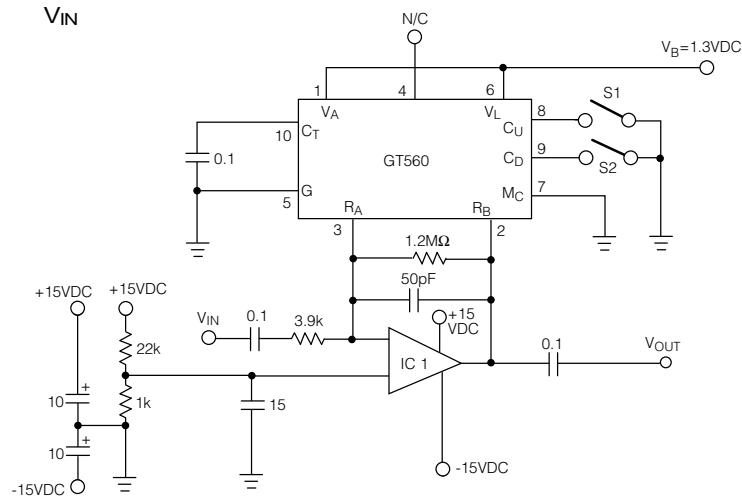 VIN
N/C
VB=1.3VDC
1
4
6
S1
VA
VL
8
10
CT
CU
0.1
GT560
9
CD
S2
G
5
MC
7
RA
RB
3
2
1.2MΩ
50pF
+15VDC
+15VDC
VIN
0.1
3.9k
+15
VDC
22k
IC 1
0.1
VOUT
10
+
1k
15
10
+
-15VDC
-15VDC